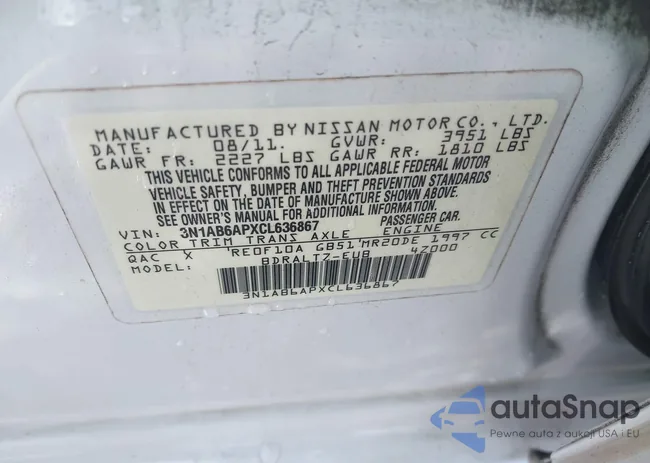 MANUFACTURED BY NISSAN MOTOR CO., LTD.
DATE: 08/11. GVWR: 3951 LBS
GAWR FR: 2227 LBS GAWR RR: 1810 LBS
THIS VEHICLE CONFORMS TO ALL APPLICABLE FEDERAL MOTOR
VEHICLE SAFETY, BUMPER AND THEFT PREVENTION STANDARDS
IN EFFECT ON THE DATE OF MANUFACTURE SHOWN ABOVE.
SEE OWNER'S MANUAL FOR ADDITIONAL INFORMATION.
VIN: 3N1AB6APXCL636867 PASSENGER CAR.
COLOR TRIM TRANS AXLE ENGINE
QAC X RE0F10A GB51 MR20DE 1997 CC
MODEL: BDRALT7-EUB 4Z000
3N1AB6APXCL636867
autaSnap
Pewne auta z aukcji USA i EU